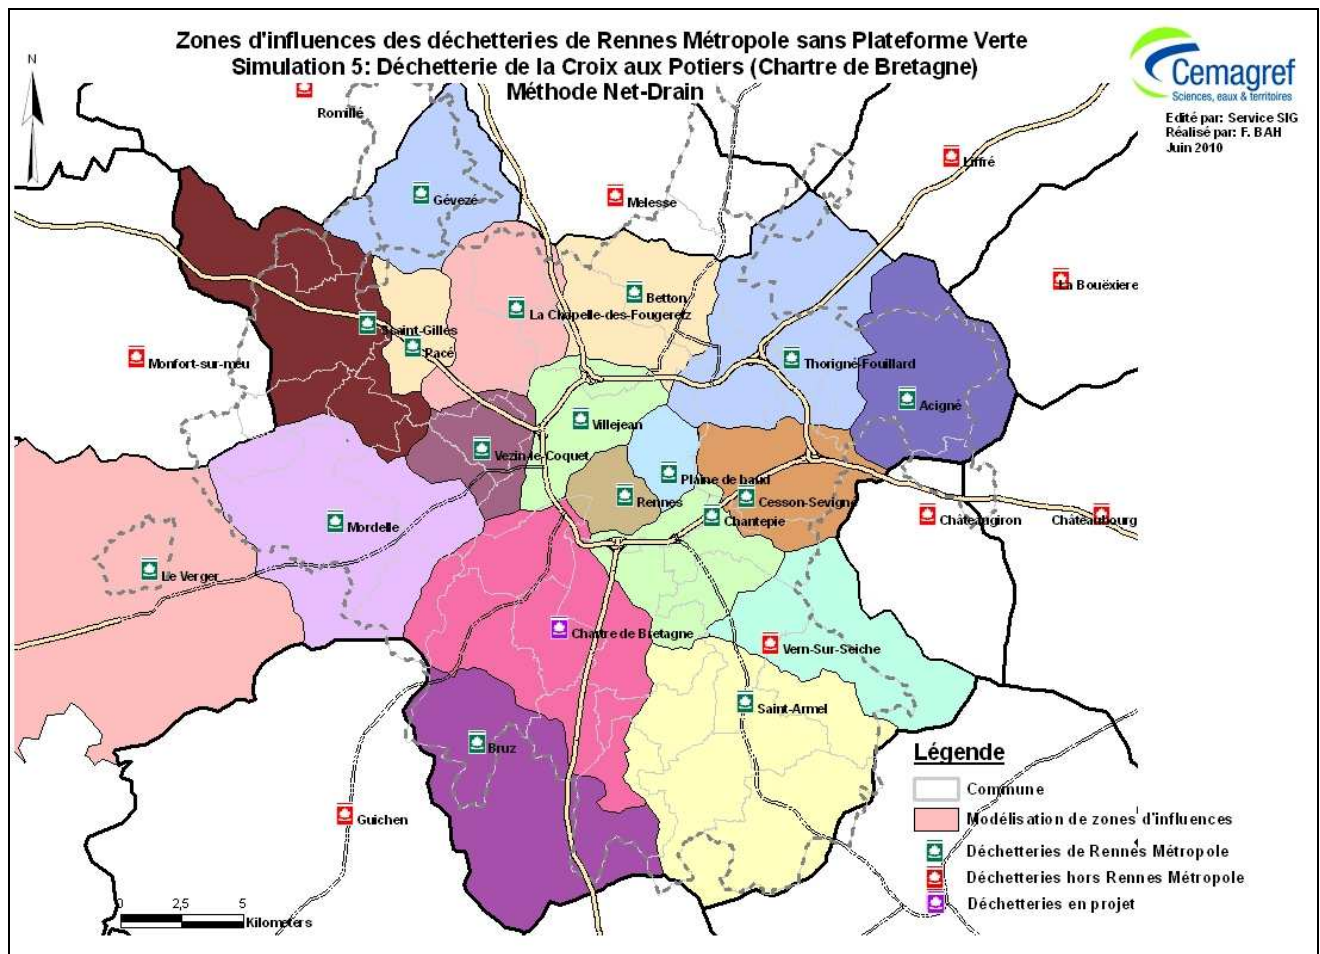 Zones d'influences des déchetteries de Rennes Métropole sans Plateforme Verte
Simulation 5: Déchetterie de la Croix aux Potiers (Chartre de Bretagne)
Méthode Net-Drain
Cemagref
Sciences, eaux & territoires
Edité par: Service SIG
Réalisé par: F. BAH
Juin 2010
N
Romillé
Liffré
Gévezé
Melesse
La Bouëxiere
Betton
La Chapelle-des-Fougeretz
Saint-Gilles
Pacé
Monfort-sur-meu
Thorigné-Fouillard
Acigné
Villejean
Vezin-le-Coquet
Plaine de baud
Rennes
Cesson-Sevigné
Chantepie
Mordelle
Châteaugiron
Châteaubourg
Le Verger
Chartre de Bretagne
Vern-Sur-Seiche
Saint-Armel
Bruz
Guichen
Légende
Commune
Modélisation de zones d'influences
Déchetteries de Rennes Métropole
Déchetteries hors Rennes Métropole
Déchetteries en projet
0 2,5 5
Kilometers